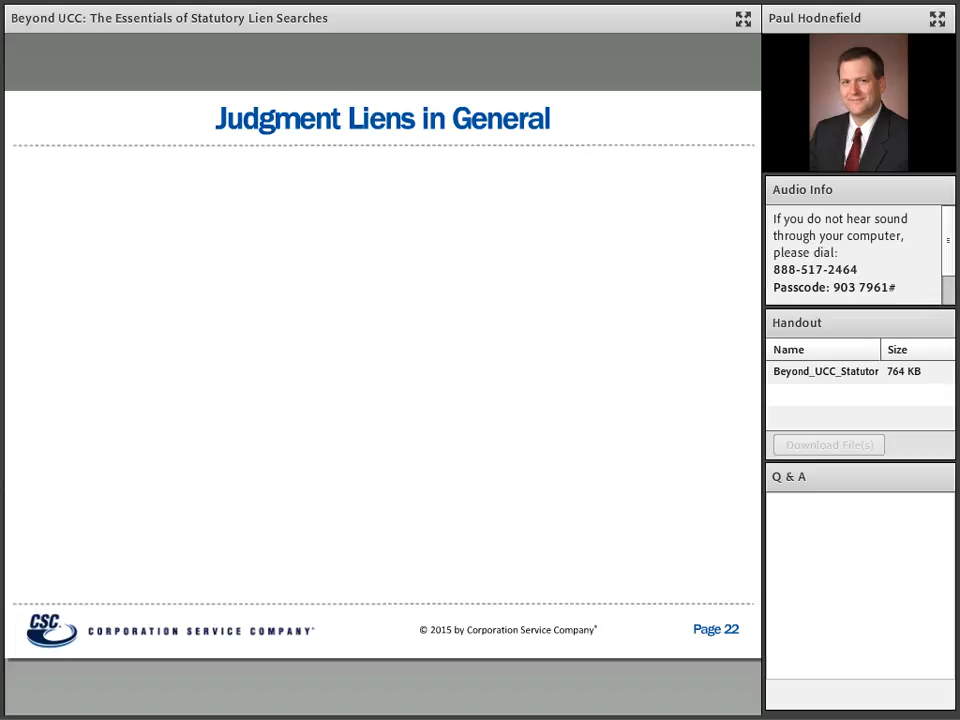 Beyond UCC: The Essentials of Statutory Lien Searches
Paul Hodnefield
Judgment Liens in General
Audio Info
If you do not hear sound
through your computer,
please dial:
888-517-2464
Passcode: 903 7961#
Handout
Name Size
Beyond_UCC_Statutor 764 KB
Download File(s)
Q & A
CSC. CORPORATION SERVICE COMPANY®
© 2015 by Corporation Service Company®
Page 22